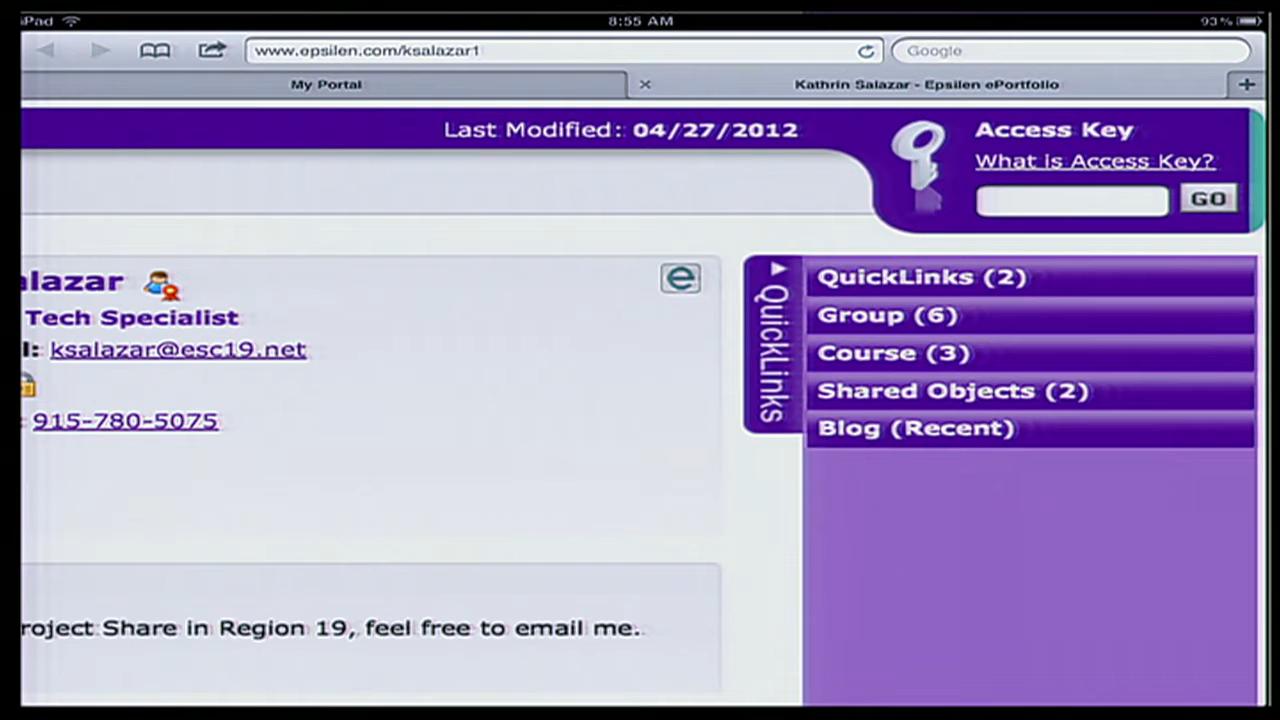 iPad 8:55 AM 93%
www.epsilen.com/ksalazar1 Google
My Portal Kathrin Salazar - Epsilen ePortfolio
Last Modified: 04/27/2012
Access Key
What is Access Key?
GO
alazar
e
Tech Specialist
l: ksalazar@esc19.net
: 915-780-5075
QuickLinks
QuickLinks (2)
Group (6)
Course (3)
Shared Objects (2)
Blog (Recent)
roject Share in Region 19, feel free to email me.